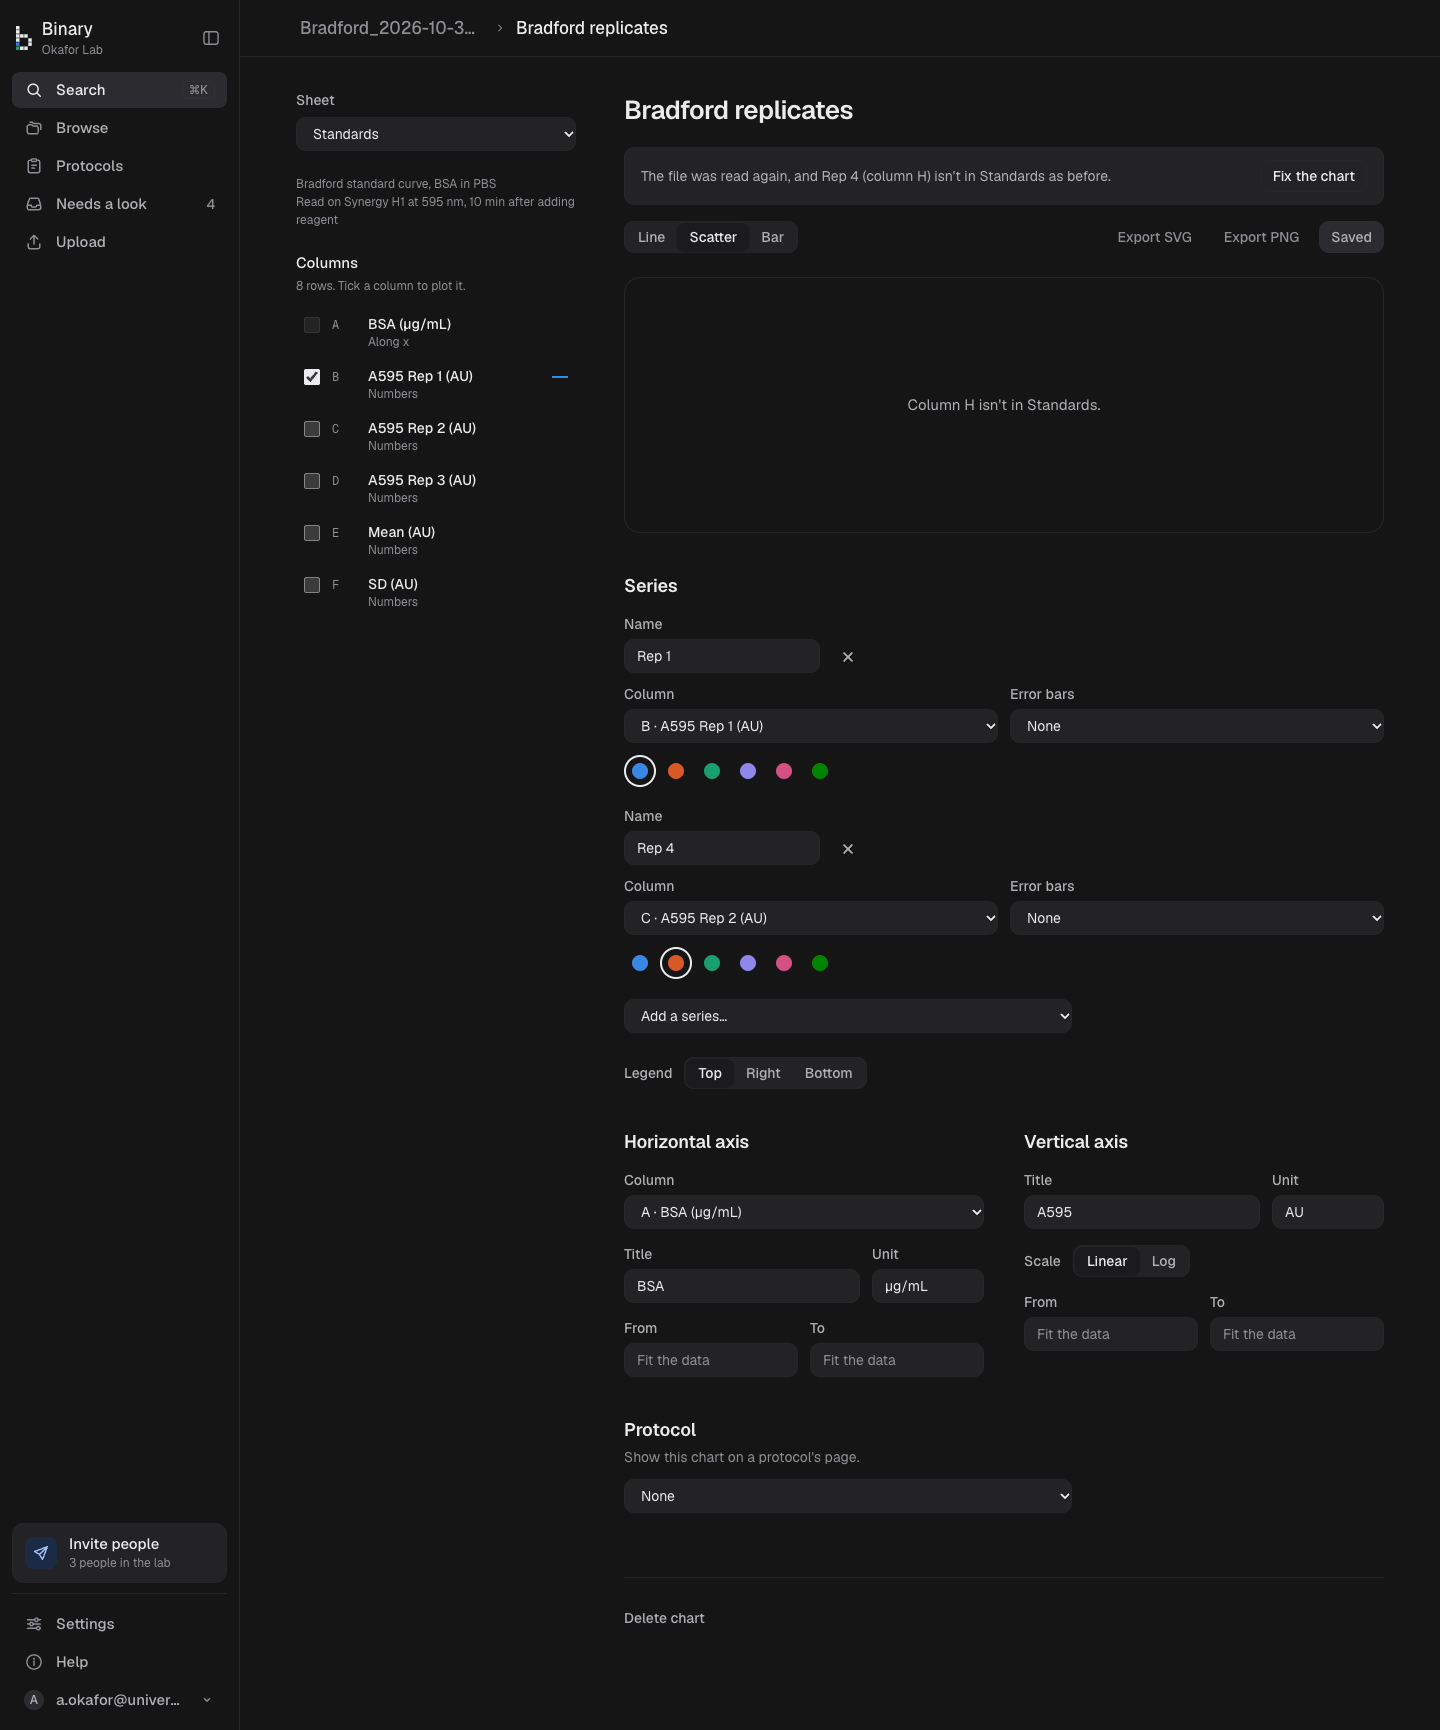 Binary
Okafor Lab
Search ⌘K
Browse
Protocols
Needs a look 4
Upload
Bradford_2026-10-3… › Bradford replicates
Sheet
Standards
Bradford standard curve, BSA in PBS
Read on Synergy H1 at 595 nm, 10 min after adding
reagent
Columns
8 rows. Tick a column to plot it.
A BSA (µg/mL)
Along x
B A595 Rep 1 (AU)
Numbers
C A595 Rep 2 (AU)
Numbers
D A595 Rep 3 (AU)
Numbers
E Mean (AU)
Numbers
F SD (AU)
Numbers
Bradford replicates
The file was read again, and Rep 4 (column H) isn't in Standards as before. Fix the chart
Line Scatter Bar Export SVG Export PNG Saved
Column H isn't in Standards.
Series
Name
Rep 1
Column Error bars
B · A595 Rep 1 (AU) None
Name
Rep 4
Column Error bars
C · A595 Rep 2 (AU) None
Add a series…
Legend Top Right Bottom
Horizontal axis
Column
A · BSA (µg/mL)
Title Unit
BSA µg/mL
From To
Fit the data Fit the data
Vertical axis
Title Unit
A595 AU
Scale Linear Log
From To
Fit the data Fit the data
Protocol
Show this chart on a protocol's page.
None
Delete chart
Invite people
3 people in the lab
Settings
Help
A a.okafor@univer…